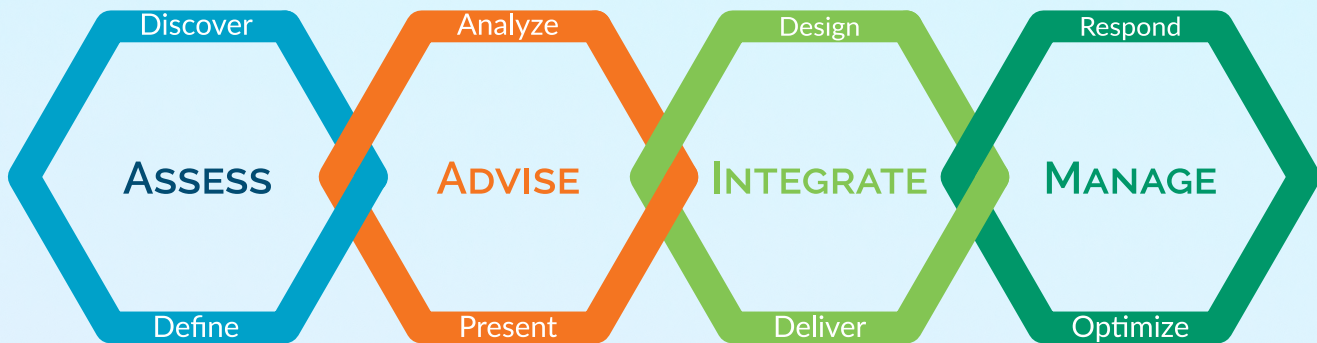 Discover
Analyze
Design
Respond
ASSESS
ADVISE
INTEGRATE
MANAGE
Define
Present
Deliver
Optimize